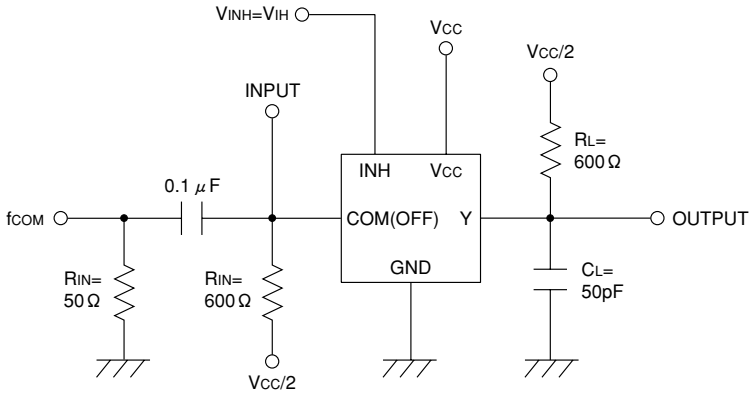 VINH=VIH
VCC
VCC/2
INPUT
RL=
600Ω
INH
VCC
0.1 μF
fCOM
COM(OFF)
Y
OUTPUT
RIN=
50Ω
RIN=
600Ω
GND
CL=
50pF
VCC/2